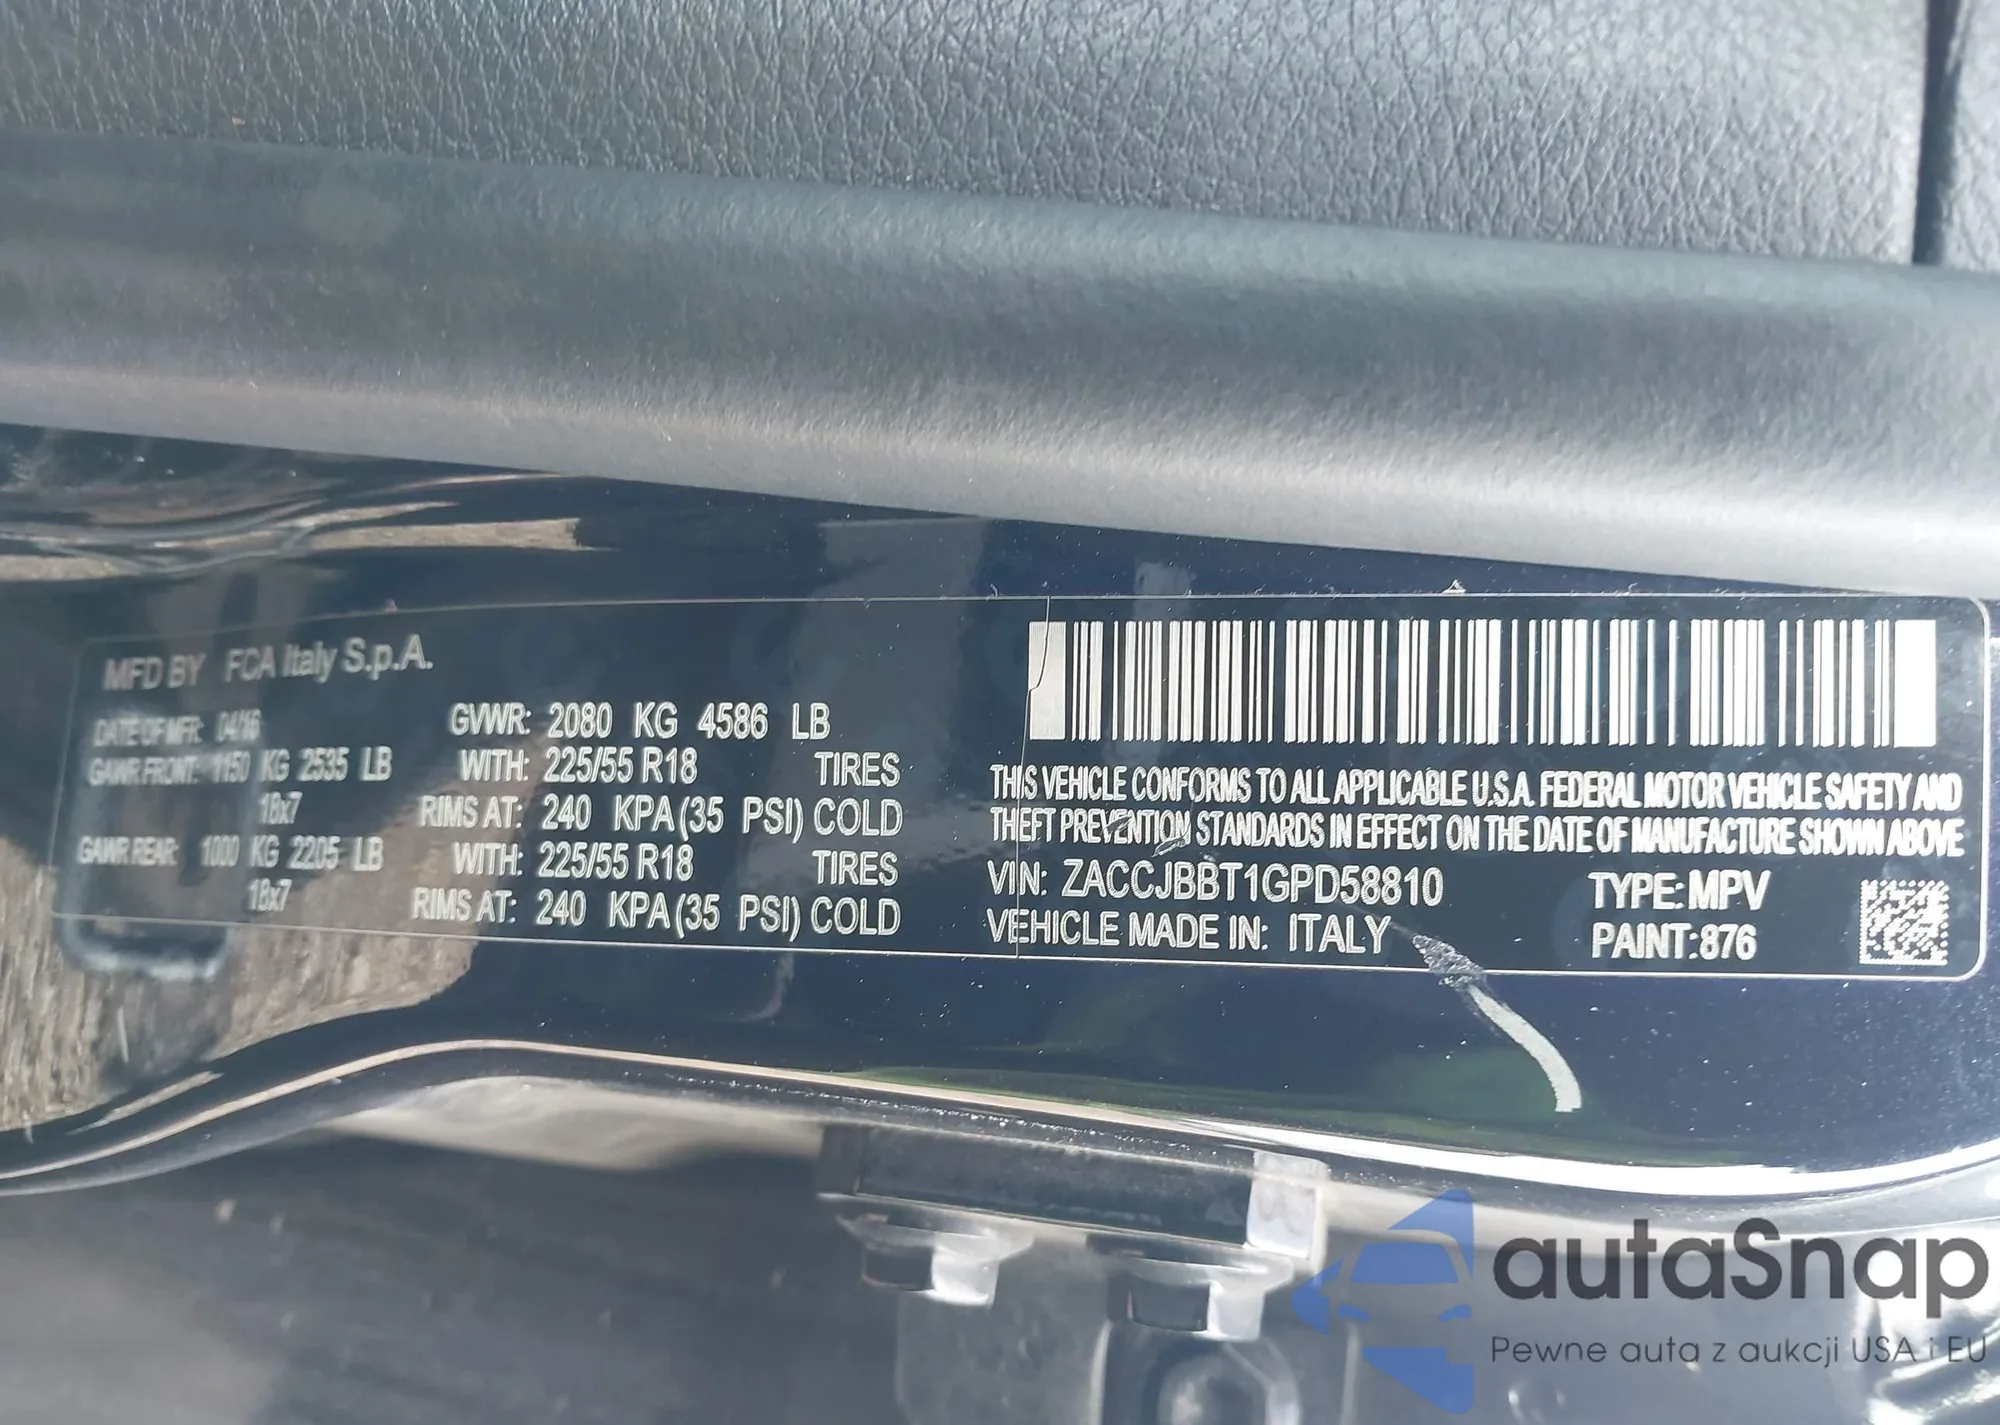 MFD BY FCA Italy S.p.A.
DATE OF MFR: 04/16 GVWR: 2080 KG 4586 LB
GAWR FRONT: 1150 KG 2535 LB WITH: 225/55 R18 TIRES
18x7 RIMS AT: 240 KPA(35 PSI) COLD
GAWR REAR: 1000 KG 2205 LB WITH: 225/55 R18 TIRES
18x7 RIMS AT: 240 KPA(35 PSI) COLD
THIS VEHICLE CONFORMS TO ALL APPLICABLE U.S.A. FEDERAL MOTOR VEHICLE SAFETY AND
THEFT PREVENTION STANDARDS IN EFFECT ON THE DATE OF MANUFACTURE SHOWN ABOVE
VIN: ZACCJBBT1GPD58810 TYPE: MPV
VEHICLE MADE IN: ITALY PAINT:876
autaSnap
Pewne auta z aukcji USA i EU